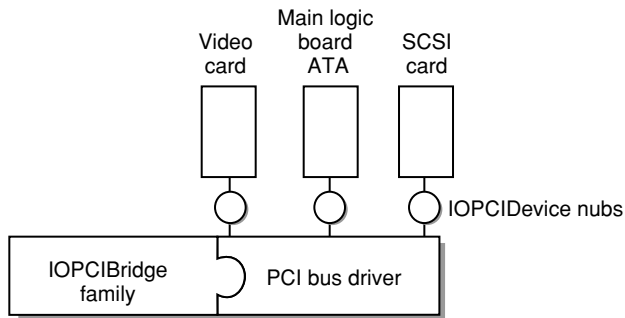 Video
card
Main logic
board
ATA
SCSI
card
IOPCIDevice nubs
IOPCIBridge
family
PCI bus driver